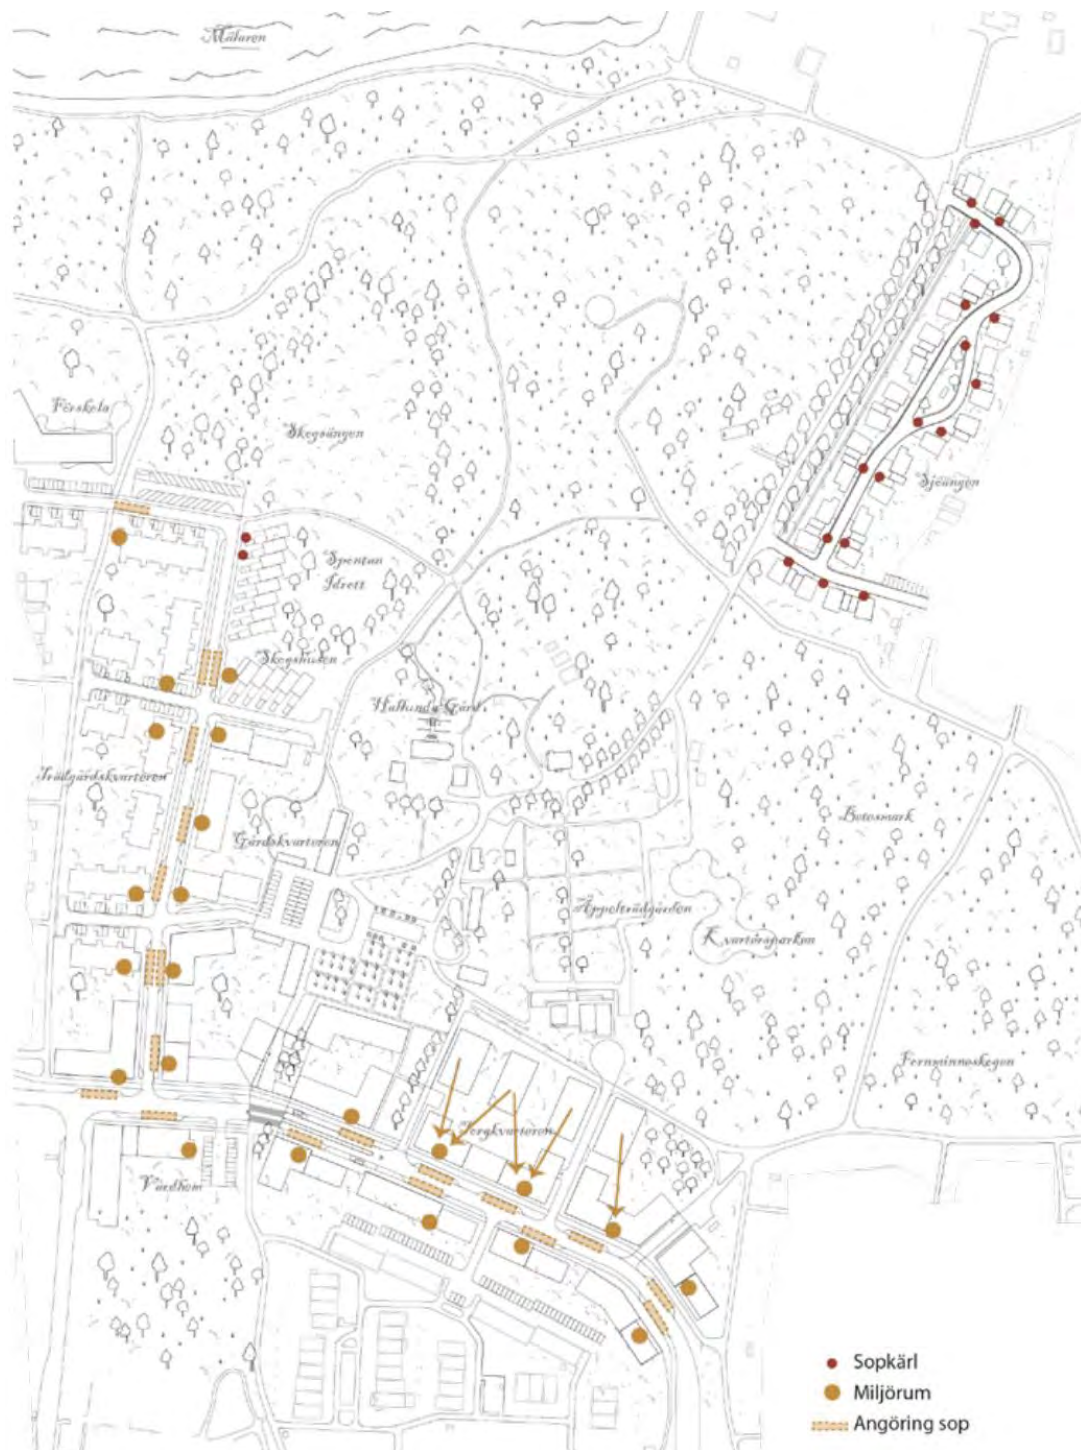 Mälaren
Förskola
Skogsängen
Sjöängen
Spontan
Idrott
Skogshusen
Hallunda Gård
Trädgårdskvarteren
Gårdskvarteren
Betesmark
Äppelträdgården
Kvartersparken
Fornminneskogen
Torgkvarteren
Vårdhem
Sopkärl
Miljörum
Angöring sop